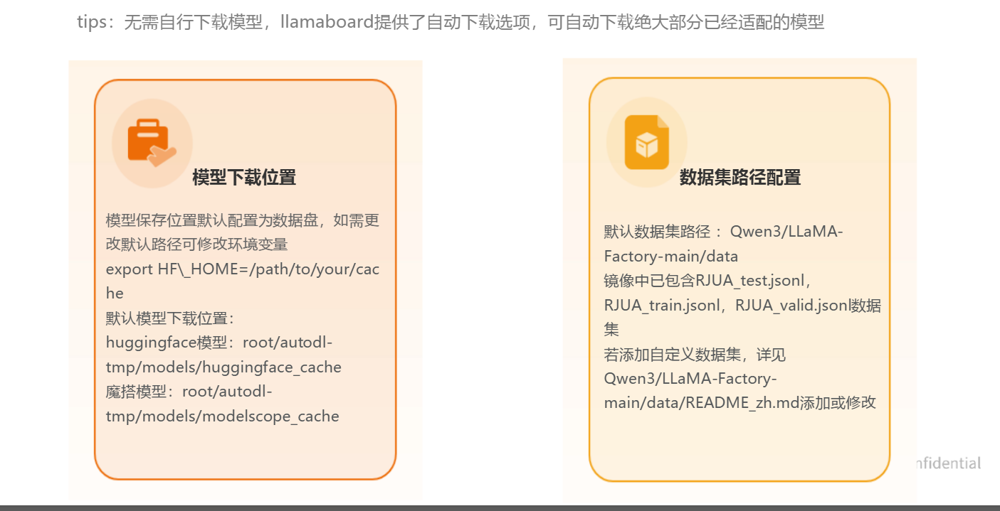 tips：无需自行下载模型，llamaboard提供了自动下载选项，可自动下载绝大部分已经适配的模型
模型下载位置
模型保存位置默认配置为数据盘，如需更
改默认路径可修改环境变量
export HF\_HOME=/path/to/your/cac
he
默认模型下载位置：
huggingface模型：root/autodl-
tmp/models/huggingface_cache
魔搭模型：root/autodl-
tmp/models/modelscope_cache
数据集路径配置
默认数据集路径 ：Qwen3/LLaMA-
Factory-main/data
镜像中已包含RJUA_test.jsonl，
RJUA_train.jsonl，RJUA_valid.jsonl数据
集
若添加自定义数据集，详见
Qwen3/LLaMA-Factory-
main/data/README_zh.md添加或修改
nfidential